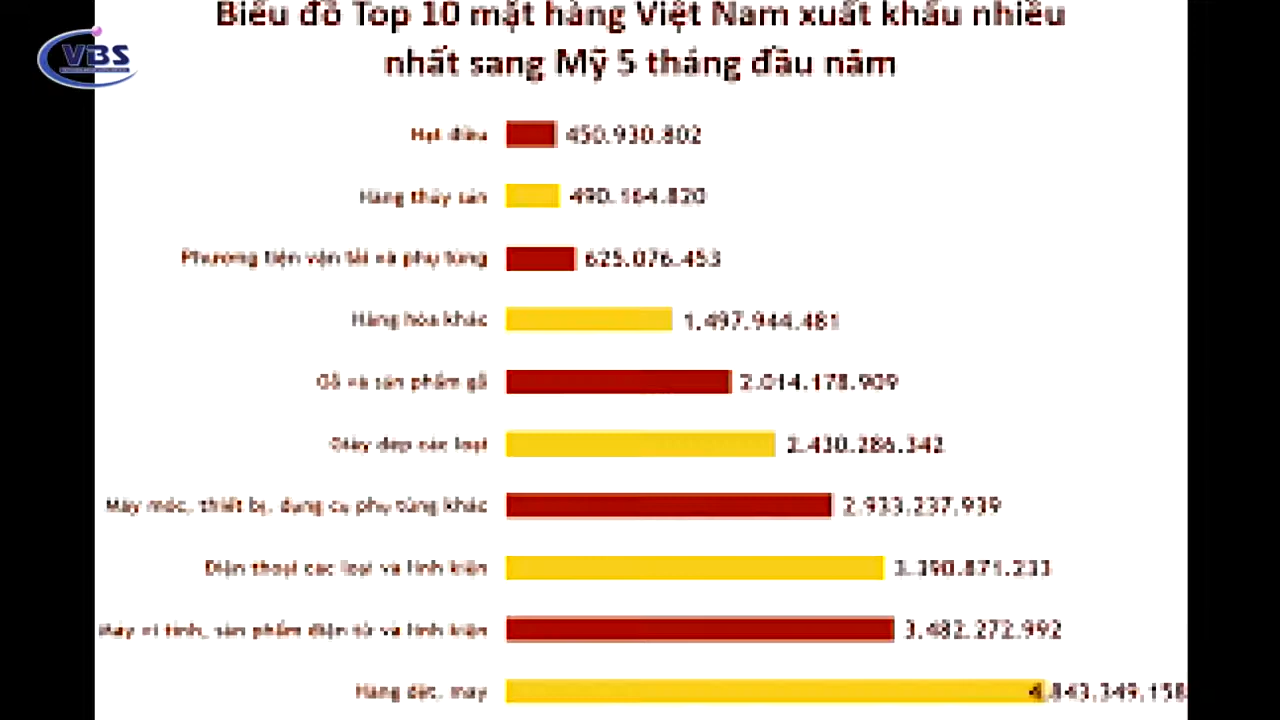 Biểu đồ Top 10 mặt hàng Việt Nam xuất khẩu nhiều
nhất sang Mỹ 5 tháng đầu năm
VBS
Hạt điều 450.930.802
Hàng thủy sản 490.164.820
Phương tiện vận tải và phụ tùng 625.076.453
Hàng hóa khác 1.497.944.481
Gỗ và sản phẩm gỗ 2.014.178.909
Giày dép các loại 2.430.286.342
Máy móc, thiết bị, dụng cụ phụ tùng khác 2.933.237.939
Điện thoại các loại và linh kiện 3.390.871.233
Máy vi tính, sản phẩm điện tử và linh kiện 3.482.272.992
Hàng dệt, may 4.843.349.158